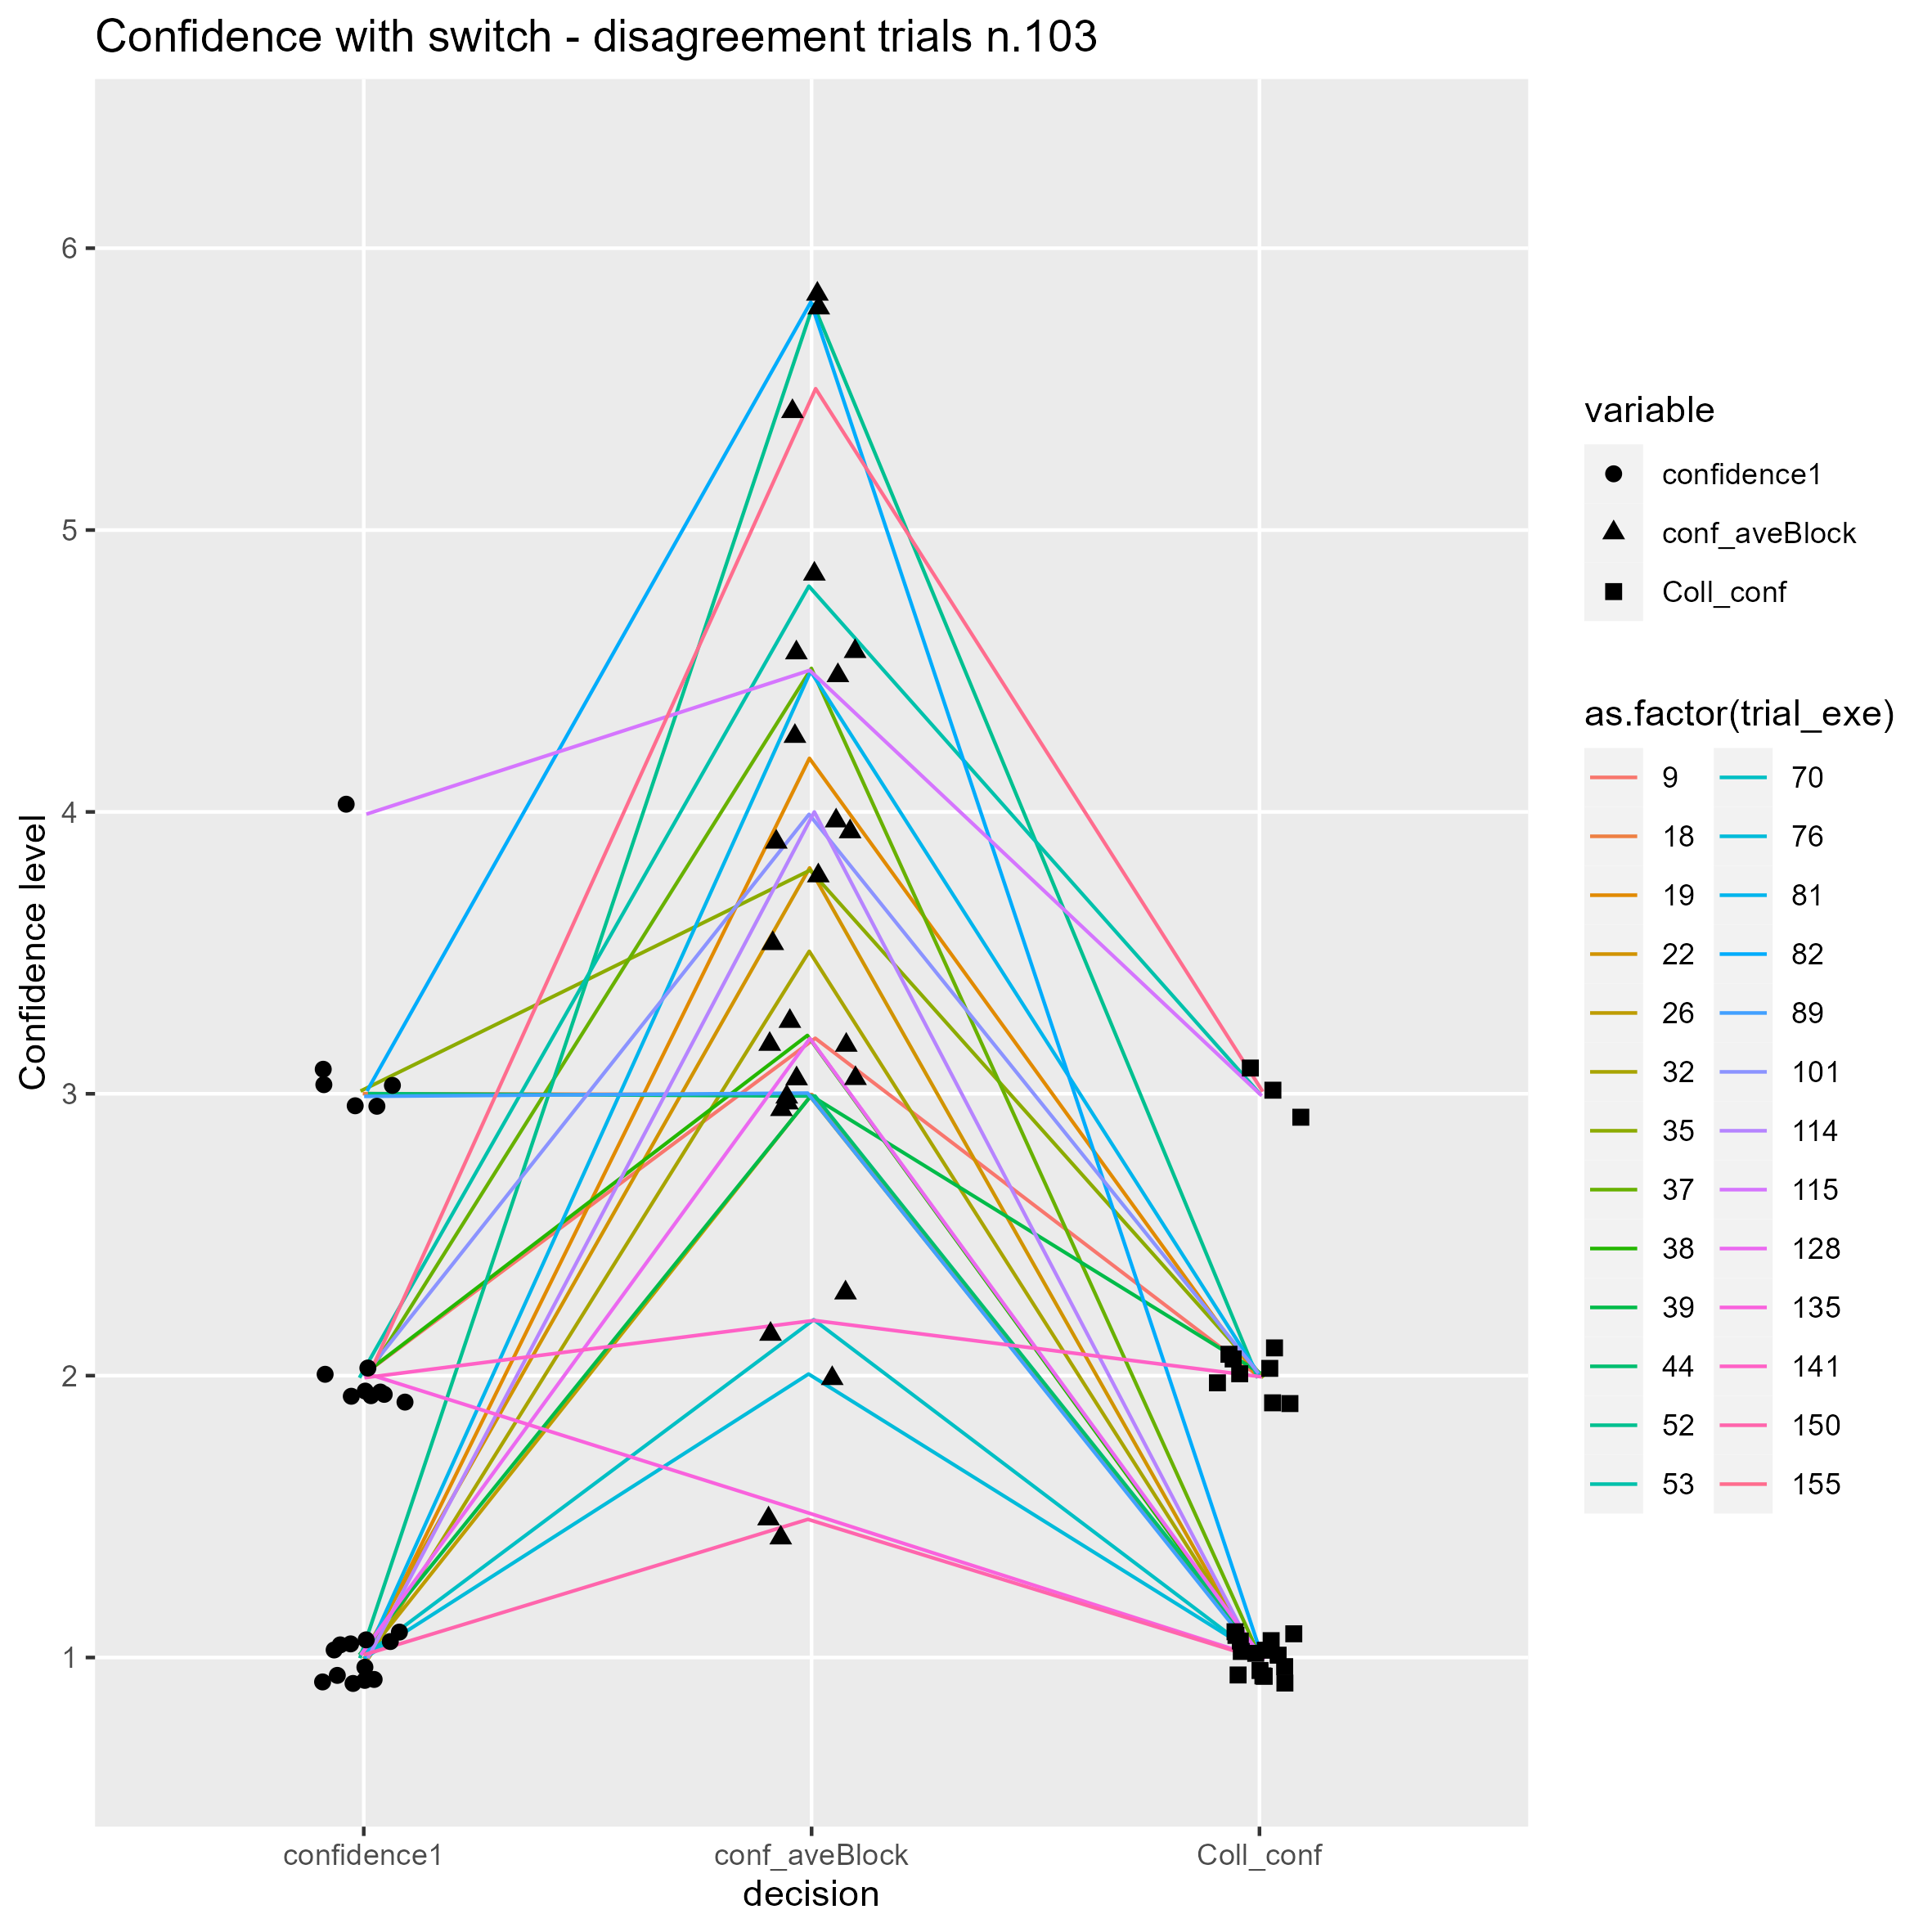 Confidence with switch - disagreement trials n.103
Confidence level
6
5
4
3
2
1
confidence1
conf_aveBlock
Coll_conf
decision
variable
confidence1
conf_aveBlock
Coll_conf
as.factor(trial_exe)
9 70
18 76
19 81
22 82
26 89
32 101
35 114
37 115
38 128
39 135
44 141
52 150
53 155